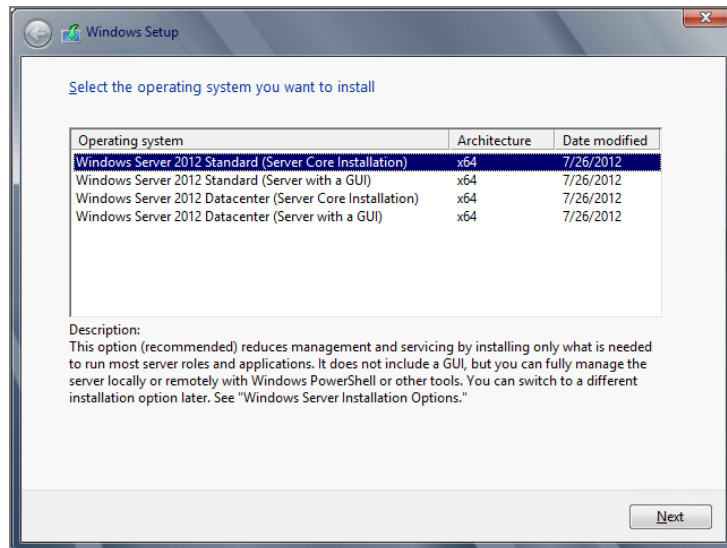 Windows Setup
Select the operating system you want to install
Operating system Architecture Date modified
Windows Server 2012 Standard (Server Core Installation) x64 7/26/2012
Windows Server 2012 Standard (Server with a GUI) x64 7/26/2012
Windows Server 2012 Datacenter (Server Core Installation) x64 7/26/2012
Windows Server 2012 Datacenter (Server with a GUI) x64 7/26/2012
Description:
This option (recommended) reduces management and servicing by installing only what is needed
to run most server roles and applications. It does not include a GUI, but you can fully manage the
server locally or remotely with Windows PowerShell or other tools. You can switch to a different
installation option later. See "Windows Server Installation Options."
Next